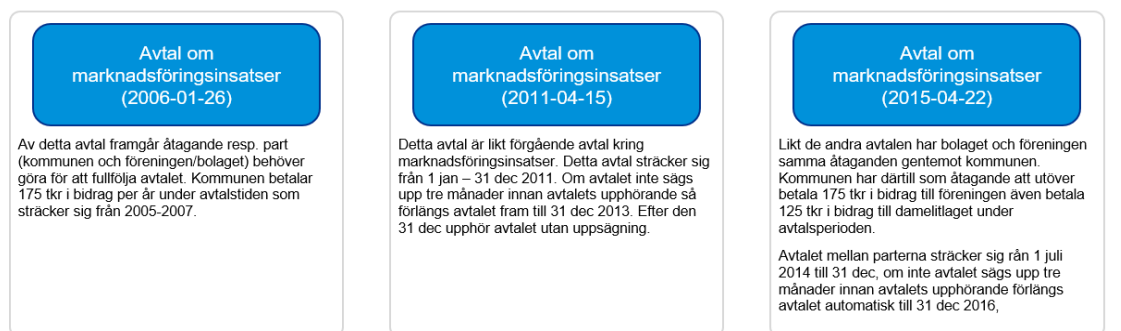 Avtal om
marknadsföringsinsatser
(2006-01-26)
Av detta avtal framgår åtagande resp. part
(kommunen och föreningen/bolaget) behöver
göra för att fullfölja avtalet. Kommunen betalar
175 tkr i bidrag per år under avtalstiden som
sträcker sig från 2005-2007.
Avtal om
marknadsföringsinsatser
(2011-04-15)
Detta avtal är likt förgående avtal kring
marknadsföringsinsatser. Detta avtal sträcker sig
från 1 jan – 31 dec 2011. Om avtalet inte sägs
upp tre månader innan avtalets upphörande så
förlängs avtalet fram till 31 dec 2013. Efter den
31 dec upphör avtalet utan uppsägning.
Avtal om
marknadsföringsinsatser
(2015-04-22)
Likt de andra avtalen har bolaget och föreningen
samma åtaganden gentemot kommunen.
Kommunen har därtill som åtagande att utöver
betala 175 tkr i bidrag till föreningen även betala
125 tkr i bidrag till damelitlaget under
avtalsperioden.
Avtalet mellan parterna sträcker sig rån 1 juli
2014 till 31 dec, om inte avtalet sägs upp tre
månader innan avtalets upphörande förlängs
avtalet automatisk till 31 dec 2016,